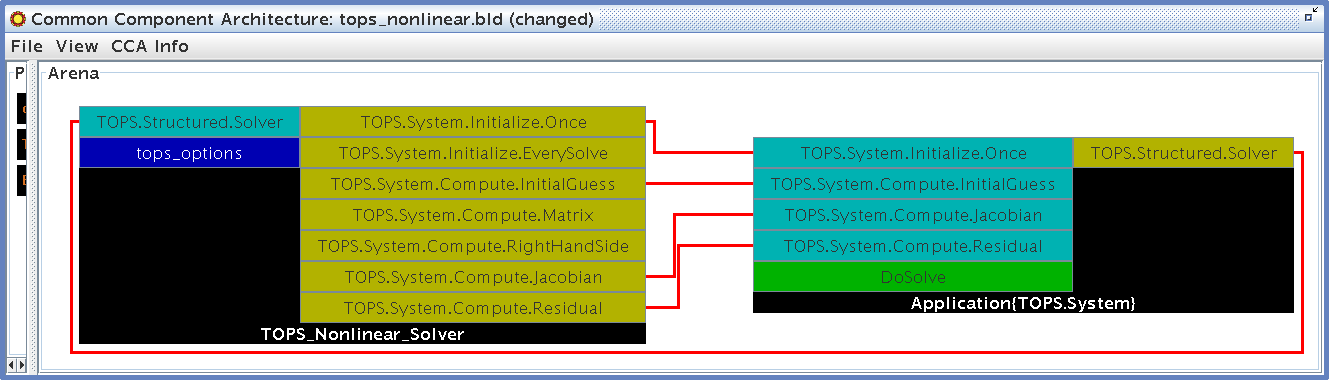 Common Component Architecture: tops_nonlinear.bld (changed)
File View CCA Info
P
Arena
TOPS.Structured.Solver
tops_options
TOPS.System.Initialize.Once
TOPS.System.Initialize.EverySolve
TOPS.System.Compute.InitialGuess
TOPS.System.Compute.Matrix
TOPS.System.Compute.RightHandSide
TOPS.System.Compute.Jacobian
TOPS.System.Compute.Residual
TOPS_Nonlinear_Solver
TOPS.System.Initialize.Once
TOPS.System.Compute.InitialGuess
TOPS.System.Compute.Jacobian
TOPS.System.Compute.Residual
DoSolve
TOPS.Structured.Solver
Application{TOPS.System}